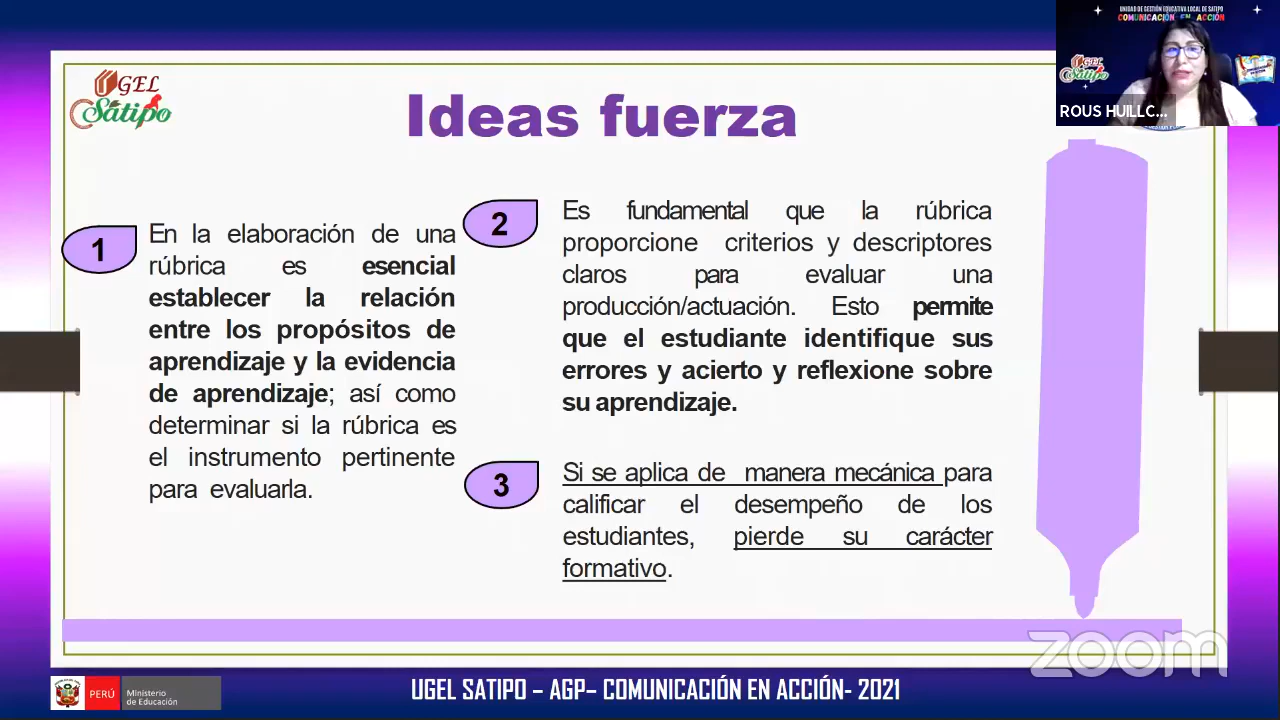 UNIDAD DE GESTIÓN EDUCATIVA LOCAL DE SATIPO
COMUNICACIÓN EN ACCIÓN
UGEL
Satipo
ROUS HUILLC...
UGEL
Satipo
Ideas fuerza
1
En la elaboración de una
rúbrica es esencial
establecer la relación
entre los propósitos de
aprendizaje y la evidencia
de aprendizaje; así como
determinar si la rúbrica es
el instrumento pertinente
para evaluarla.
2
Es fundamental que la rúbrica
proporcione criterios y descriptores
claros para evaluar una
producción/actuación. Esto permite
que el estudiante identifique sus
errores y acierto y reflexione sobre
su aprendizaje.
3
Si se aplica de manera mecánica para
calificar el desempeño de los
estudiantes, pierde su carácter
formativo.
zoom
PERÚ
Ministerio
de Educación
UGEL SATIPO – AGP– COMUNICACIÓN EN ACCIÓN- 2021